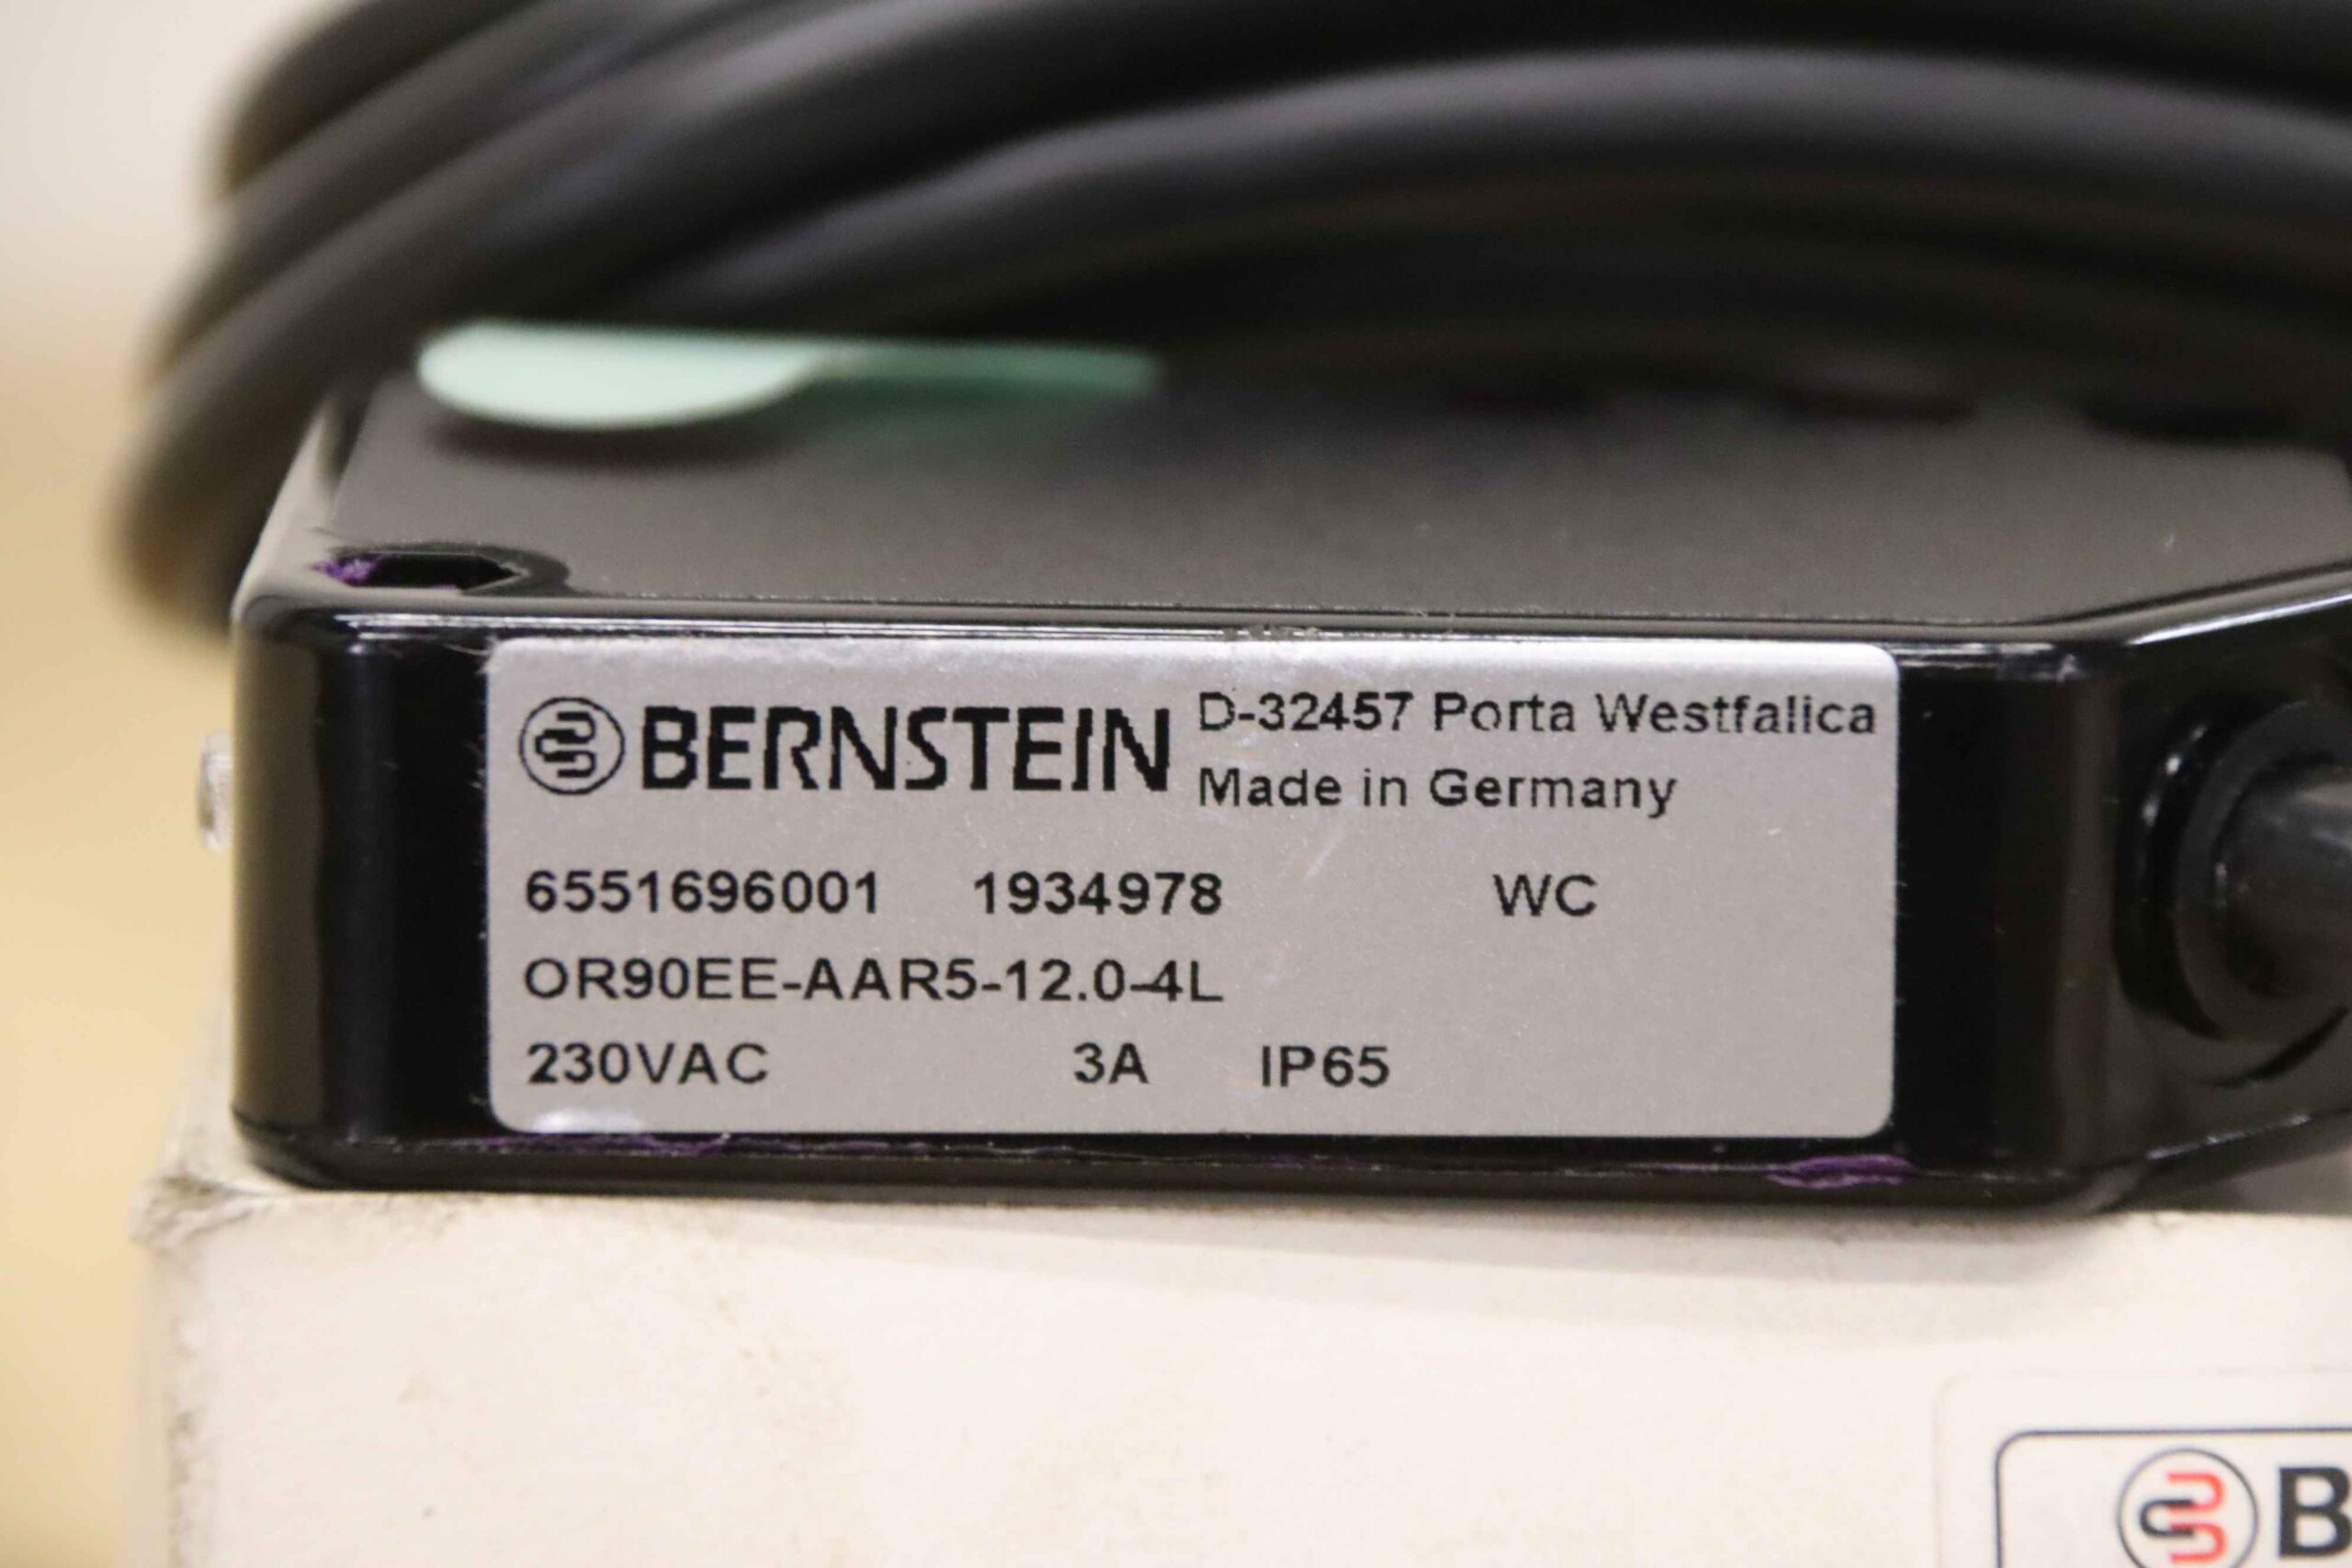 BERNSTEIN D-32457 Porta Westfalica
Made in Germany
6551696001 1934978 WC
OR90EE-AAR5-12.0-4L
230VAC 3A IP65
B